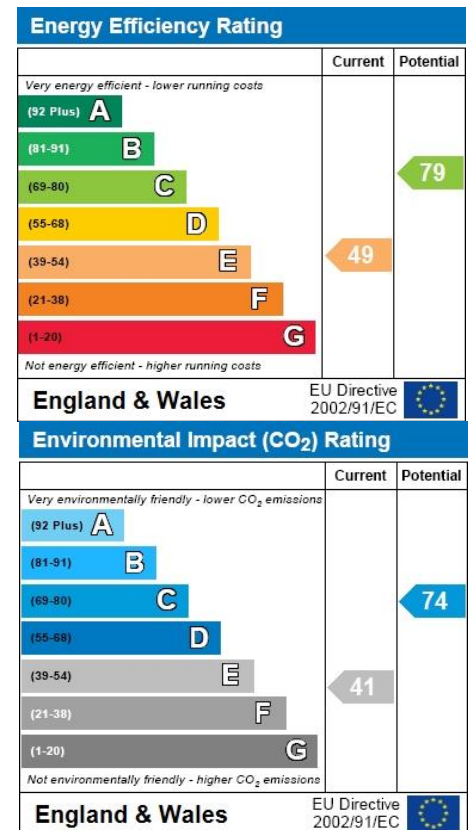 Energy Efficiency Rating
Current Potential
Very energy efficient - lower running costs
(92 Plus) A
(81-91) B
(69-80) C
79
(55-68) D
(39-54) E
49
(21-38) F
(1-20) G
Not energy efficient - higher running costs
England & Wales
EU Directive
2002/91/EC
Environmental Impact (CO₂) Rating
Current Potential
Very environmentally friendly - lower CO₂ emissions
(92 Plus) A
(81-91) B
(69-80) C
74
(55-68) D
(39-54) E
41
(21-38) F
(1-20) G
Not environmentally friendly - higher CO₂ emissions
England & Wales
EU Directive
2002/91/EC